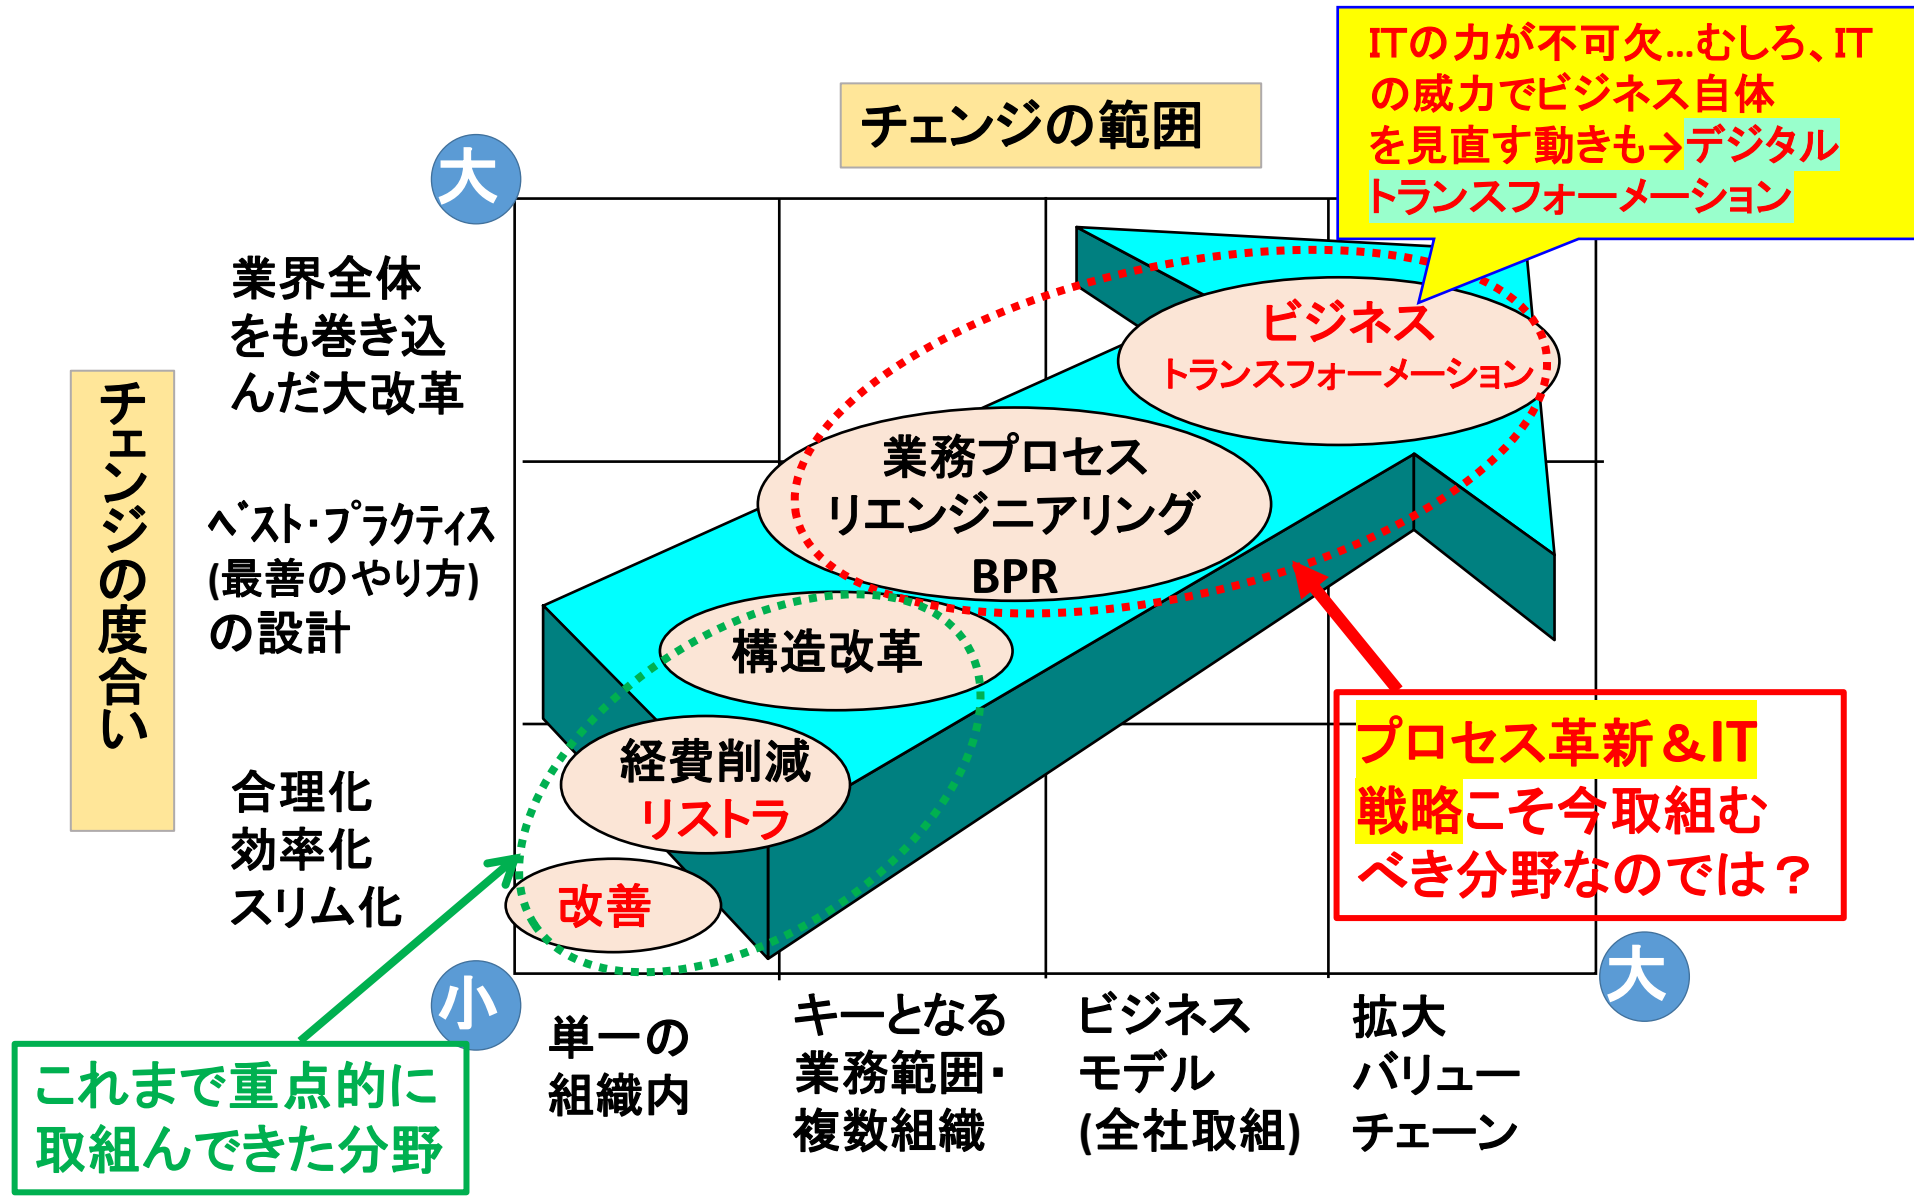 ITの力が不可欠…むしろ、IT
の威力でビジネス自体
を見直す動きも→デジタル
トランスフォーメーション
チェンジの範囲
大
業界全体
をも巻き込
んだ大改革
チェンジの度合い
ベスト・プラクティス
(最善のやり方)
の設計
合理化
効率化
スリム化
小
ビジネス
トランスフォーメーション
業務プロセス
リエンジニアリング
BPR
構造改革
経費削減
リストラ
改善
プロセス革新&IT
戦略こそ今取組む
べき分野なのでは？
大
単一の
組織内
キーとなる
業務範囲・
複数組織
ビジネス
モデル
(全社取組)
拡大
バリュー
チェーン
これまで重点的に
取組んできた分野